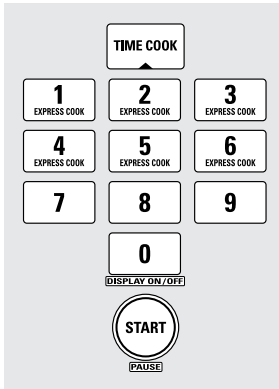 TIME COOK
1 2 3
EXPRESS COOK EXPRESS COOK EXPRESS COOK
4 5 6
EXPRESS COOK EXPRESS COOK EXPRESS COOK
7 8 9
0
DISPLAY ON/OFF
START
PAUSE